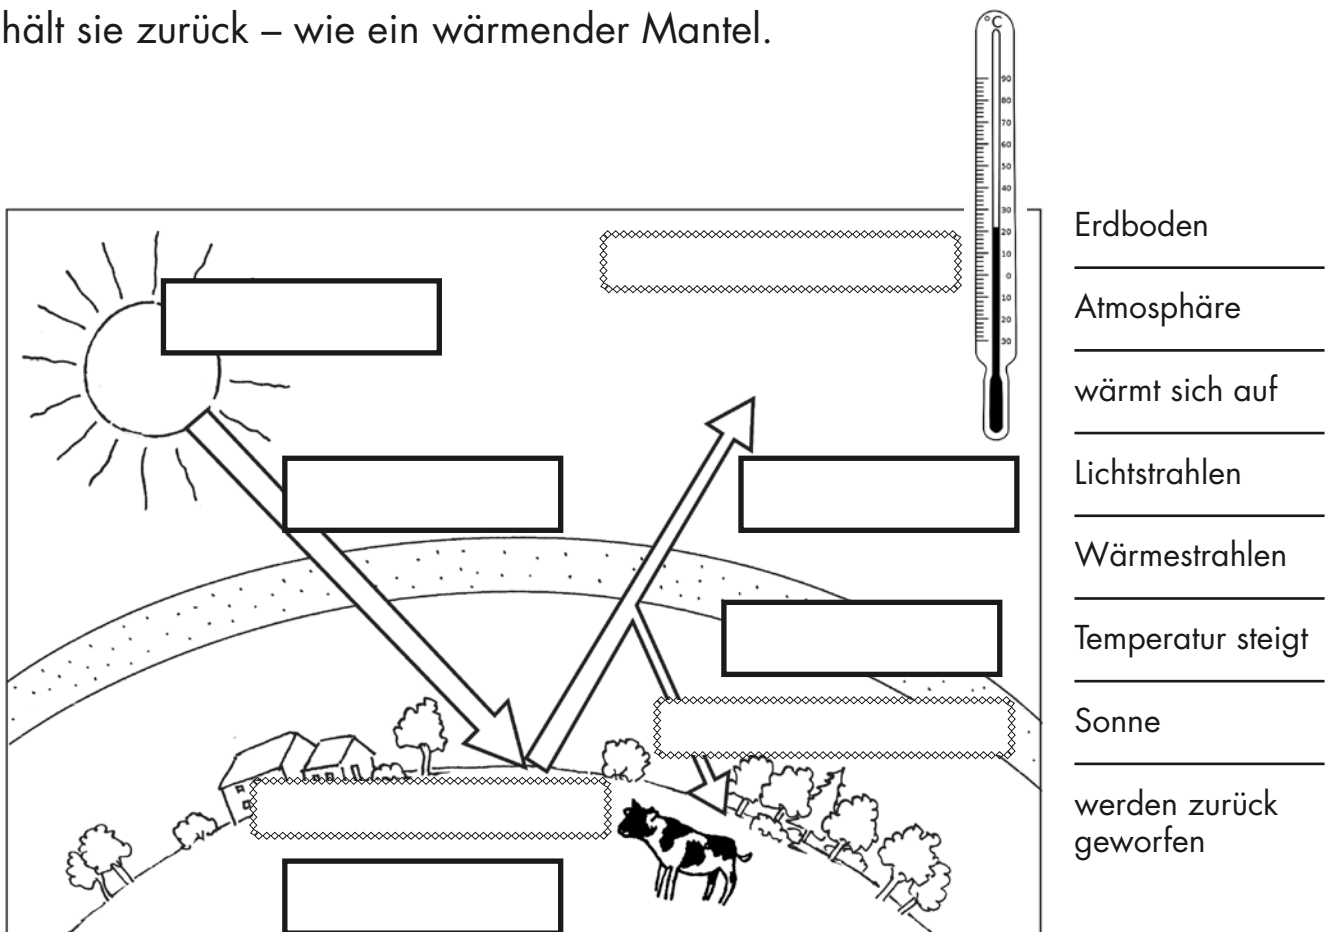 hält sie zurück – wie ein wärmender Mantel.
°C
90
80
70
60
50
40
30
20
10
0
10
20
30
Erdboden
Atmosphäre
wärmt sich auf
Lichtstrahlen
Wärmestrahlen
Temperatur steigt
Sonne
werden zurück
geworfen